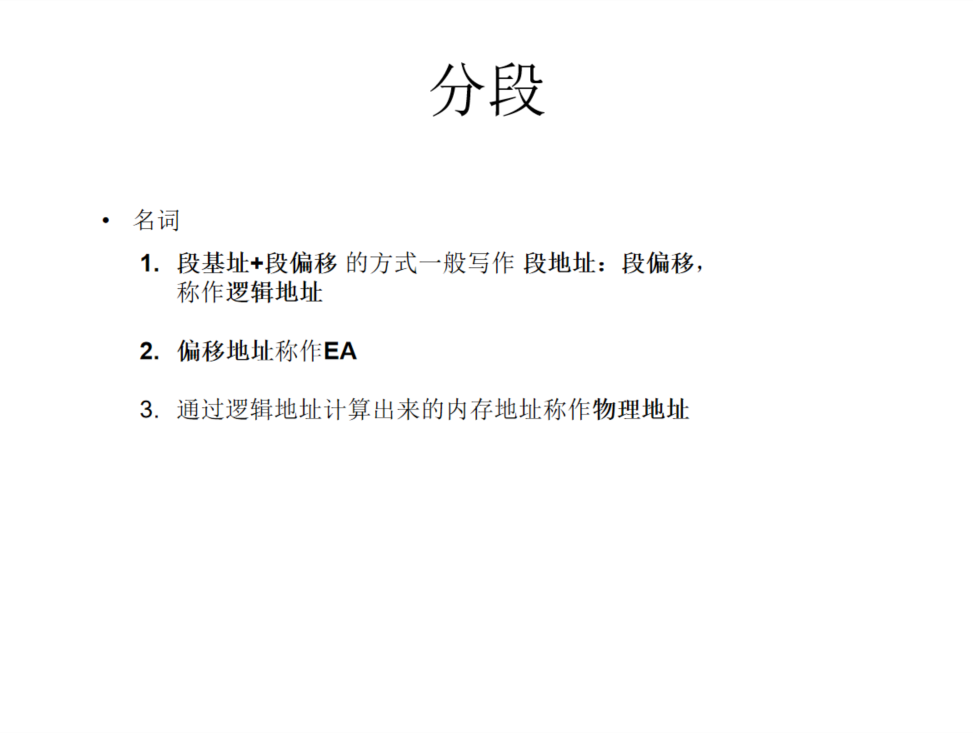 分段
• 名词
1. 段基址+段偏移 的方式一般写作 段地址：段偏移，
称作逻辑地址
2. 偏移地址称作EA
3. 通过逻辑地址计算出来的内存地址称作物理地址